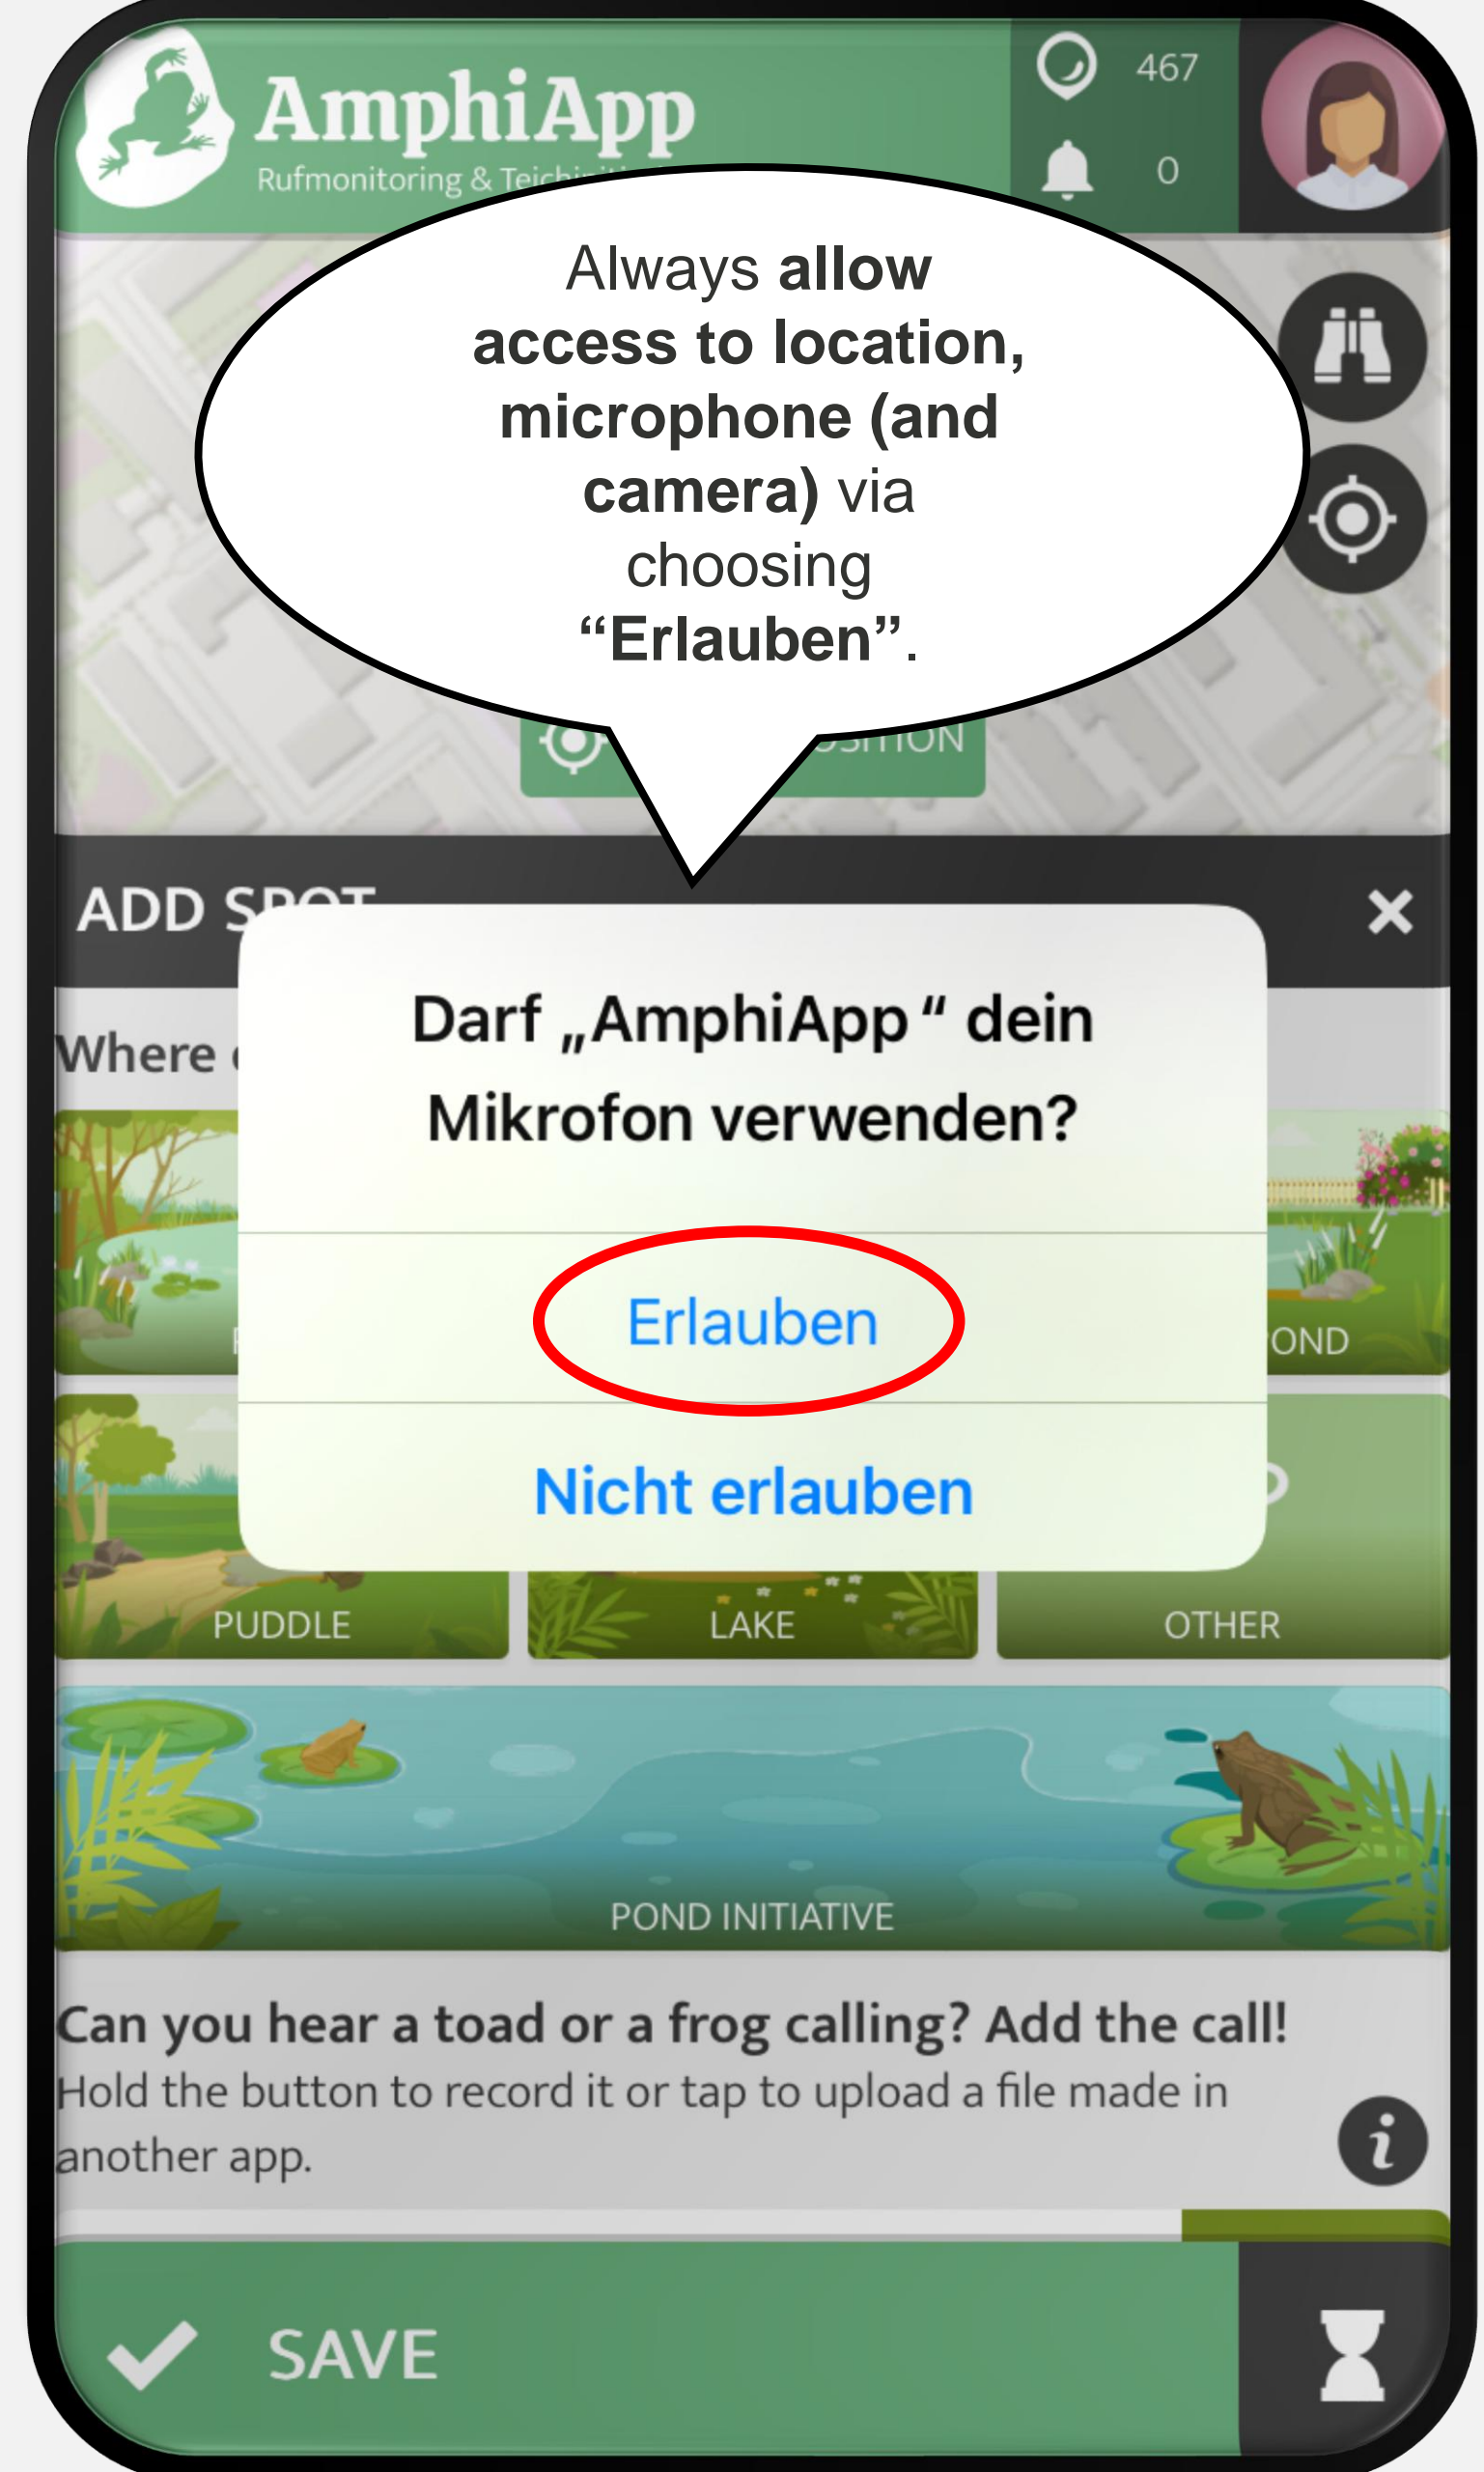 AmphiApp
467
Rufmonitoring &
0
Always allow
access to location,
microphone (and
camera) via
choosing
“Erlauben”.
ADD SPOT
Where
Darf „AmphiApp“ dein
Mikrofon verwenden?
Erlauben
Nicht erlauben
PUDDLE
LAKE
OTHER
POND INITIATIVE
Can you hear a toad or a frog calling? Add the call!
Hold the button to record it or tap to upload a file made in
another app.
i
SAVE